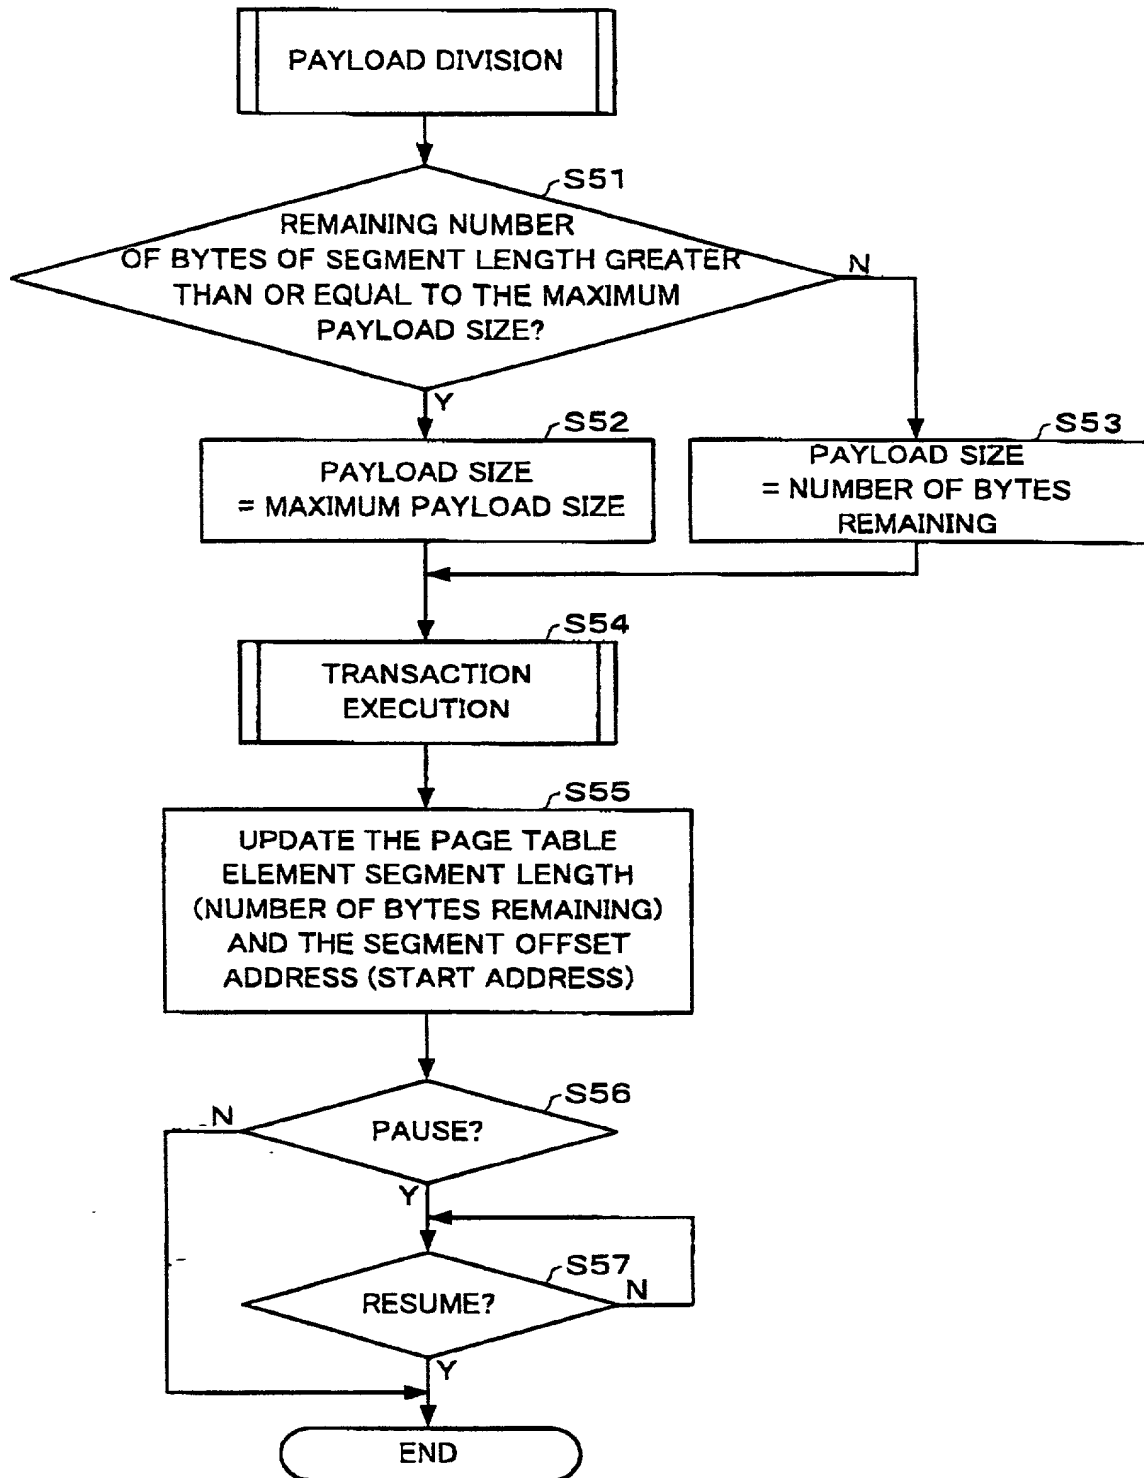 PAYLOAD DIVISION
S51
REMAINING NUMBER
OF BYTES OF SEGMENT LENGTH GREATER
THAN OR EQUAL TO THE MAXIMUM
PAYLOAD SIZE?
N
Y
S52
PAYLOAD SIZE
= MAXIMUM PAYLOAD SIZE
S53
PAYLOAD SIZE
= NUMBER OF BYTES
REMAINING
S54
TRANSACTION
EXECUTION
S55
UPDATE THE PAGE TABLE
ELEMENT SEGMENT LENGTH
(NUMBER OF BYTES REMAINING)
AND THE SEGMENT OFFSET
ADDRESS (START ADDRESS)
S56
N
PAUSE?
Y
S57
RESUME?
N
Y
END